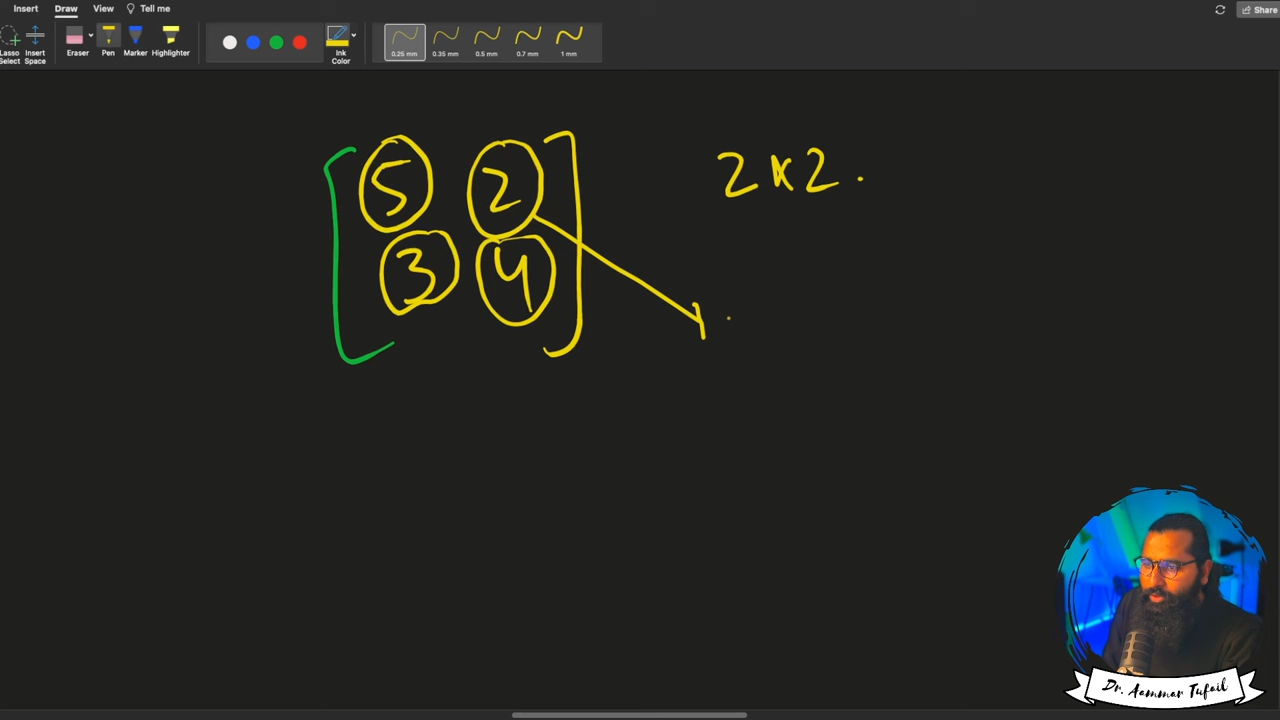 Insert Draw View Tell me Share
Lasso Select Insert Space Eraser Pen Marker Highlighter Ink Color 0.25 mm 0.35 mm 0.5 mm 0.7 mm 1 mm
5 2 2x2.
3 4
Dr. Aammar Tufail